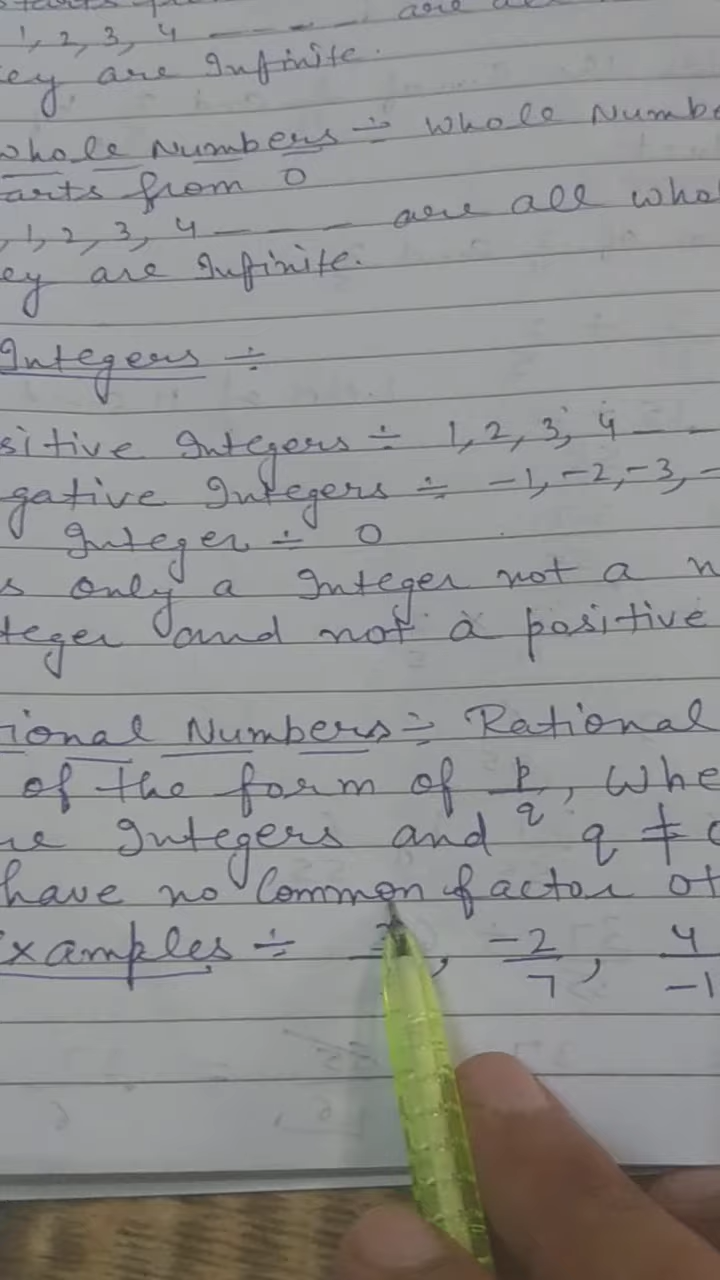 1, 2, 3, 4 - - - - are
ey are Infinite.
whole Numbers ÷ Whole Numbe
arts from 0
, 1, 2, 3, 4 - - - - are all who
ey are Infinite.
Integers ÷
sitive Integers ÷ 1, 2, 3, 4 - -
gative Integers ÷ -1, -2, -3, -
Integer ÷ 0
s only a Integer not a n
teger and not a positive
ional Numbers ÷ Rational
of the form of p/q, Whe
re Integers and q ≠ 0
have no Common factor ot
xamples ÷ , -2/7, 4/-1